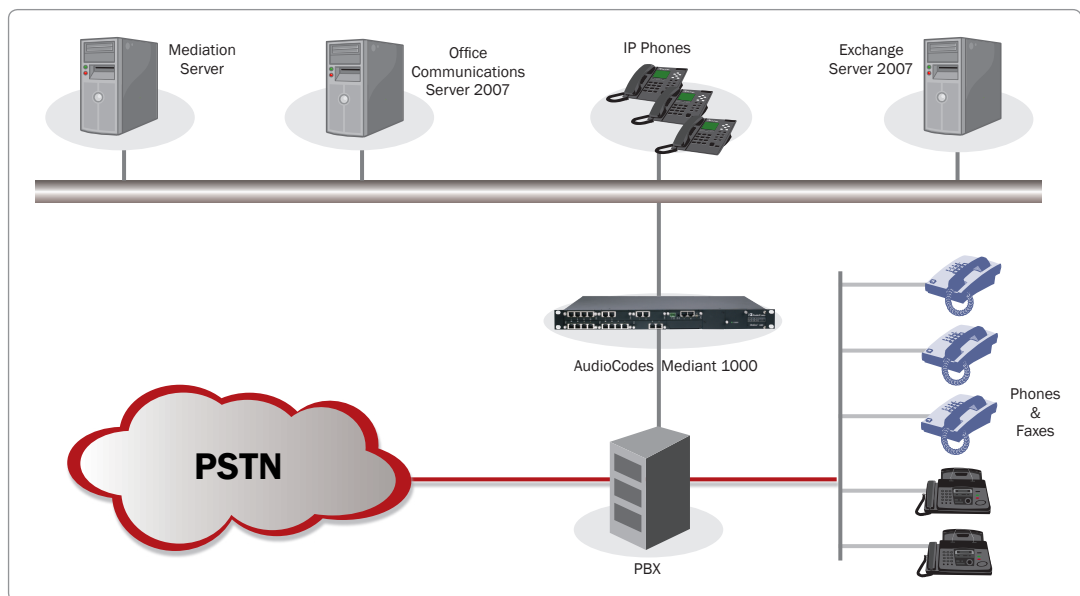 Mediation
Server
Office
Communications
Server 2007
IP Phones
Exchange
Server 2007
AudioCodes Mediant 1000
Phones
&
Faxes
PSTN
PBX